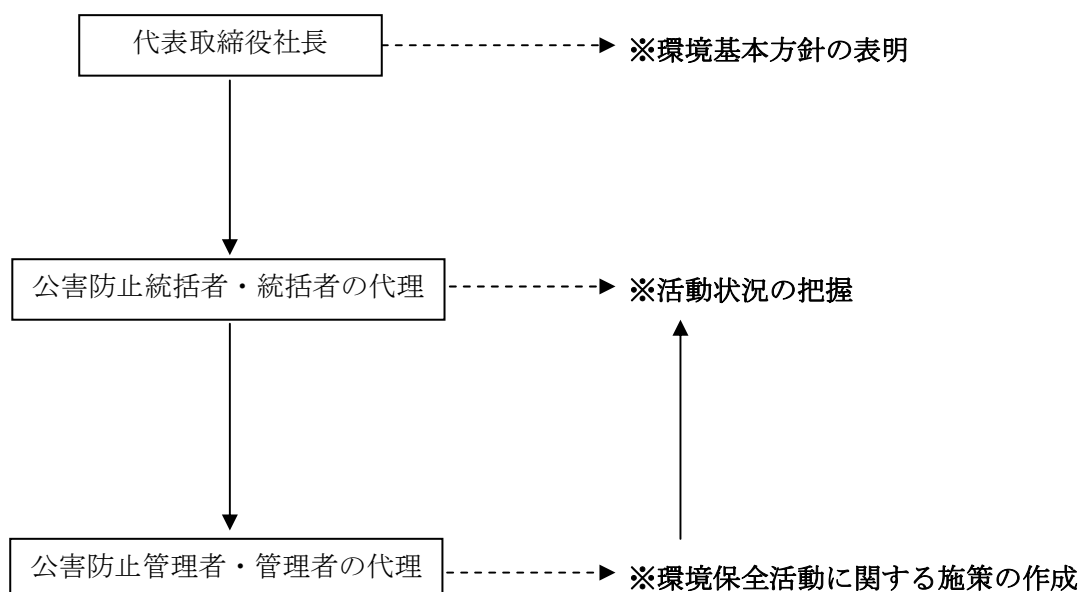 代表取締役社長
※環境基本方針の表明
公害防止統括者・統括者の代理
※活動状況の把握
公害防止管理者・管理者の代理
※環境保全活動に関する施策の作成